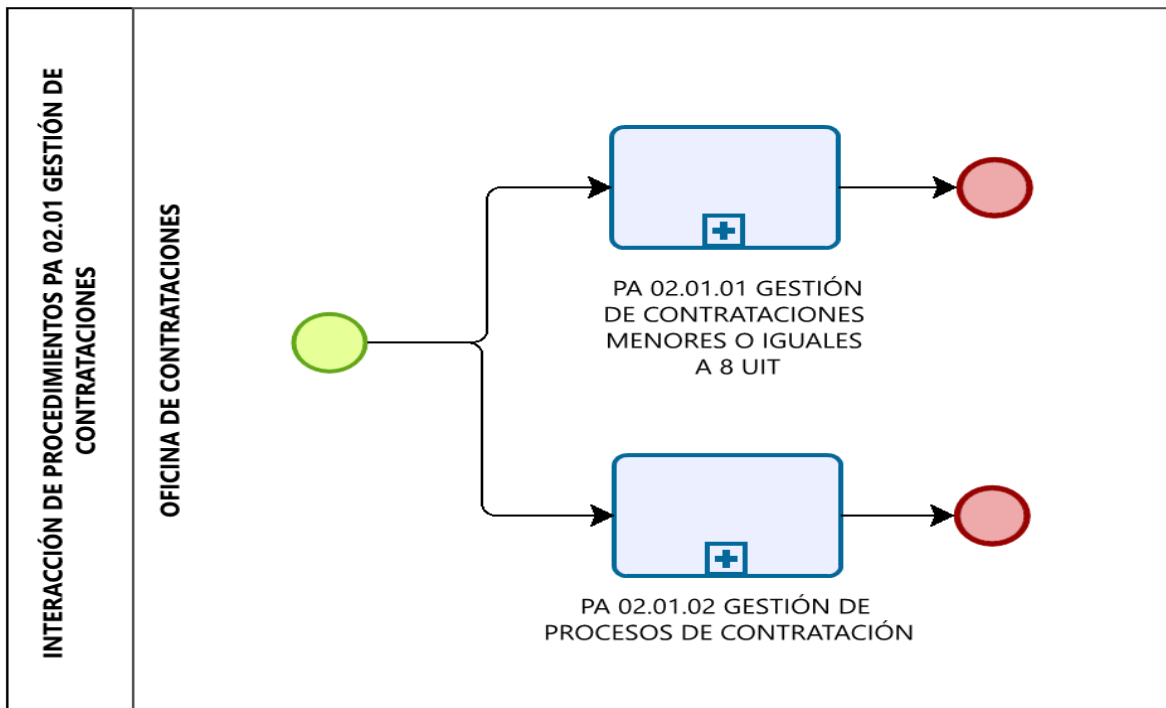 INTERACCIÓN DE PROCEDIMIENTOS PA 02.01 GESTIÓN DE
CONTRATACIONES
OFICINA DE CONTRATACIONES
PA 02.01.01 GESTIÓN
DE CONTRATACIONES
MENORES O IGUALES
A 8 UIT
PA 02.01.02 GESTIÓN DE
PROCESOS DE CONTRATACIÓN